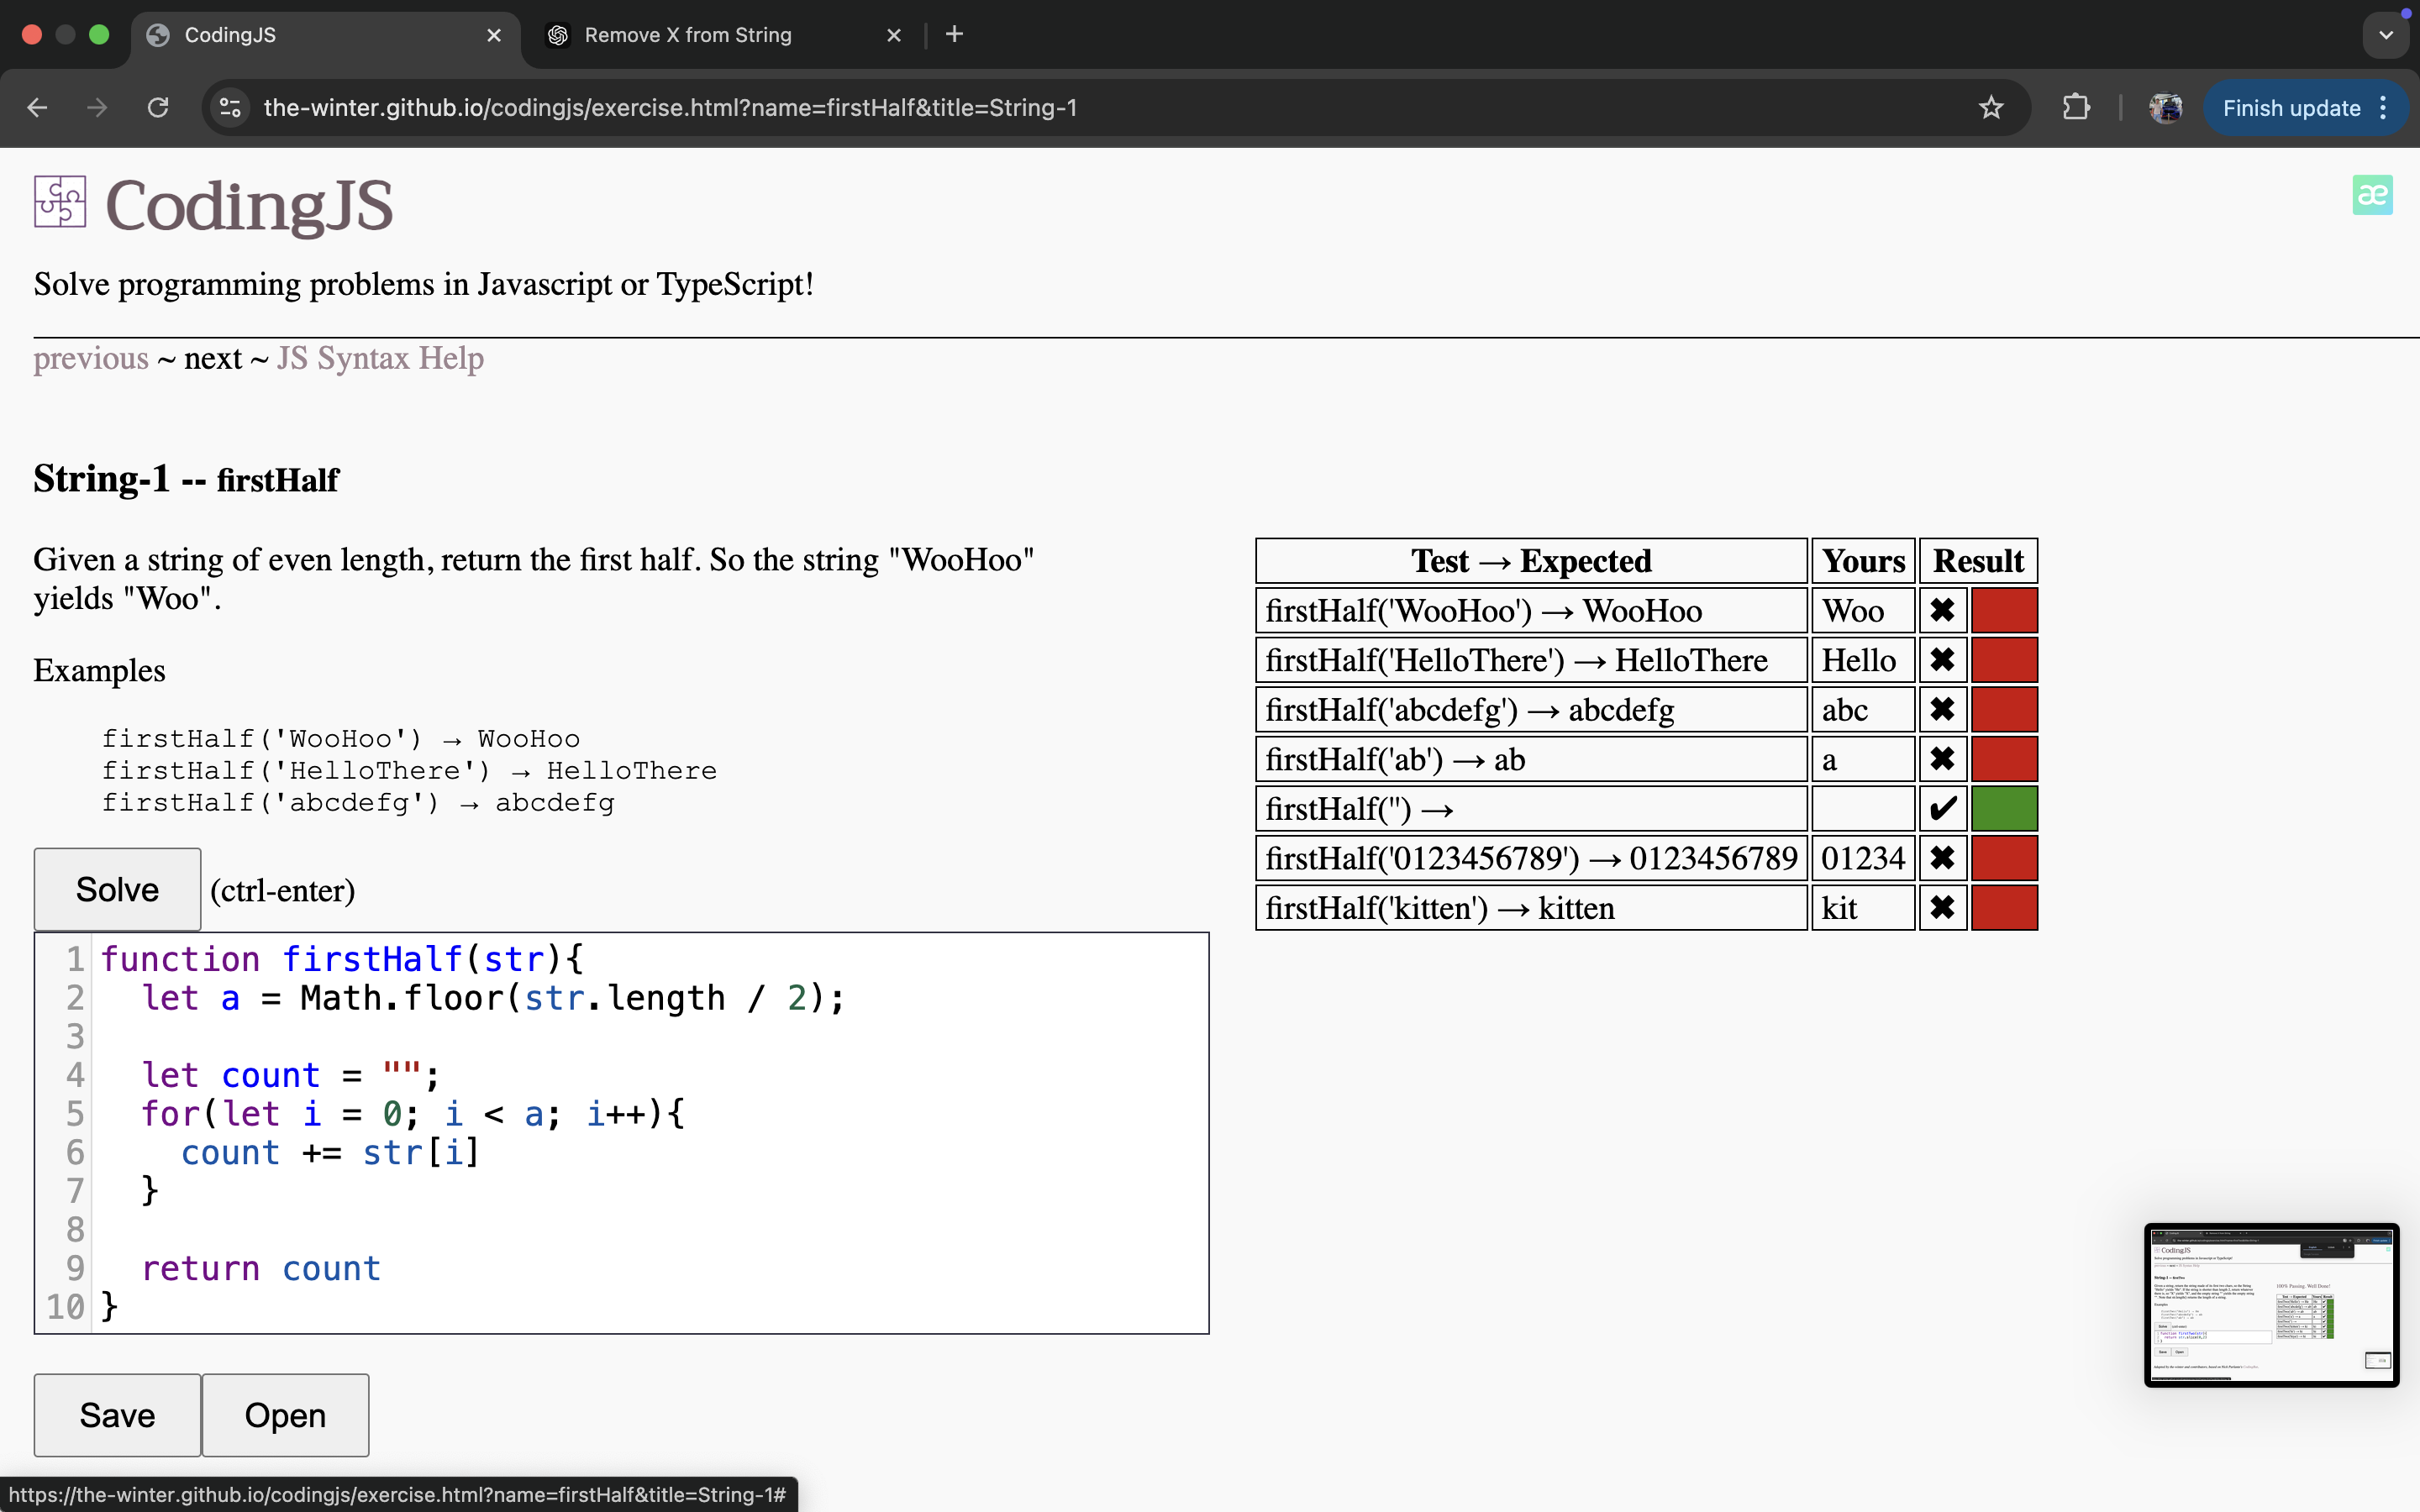 CodingJS
Remove X from String
the-winter.github.io/codingjs/exercise.html?name=firstHalf&title=String-1
Finish update
CodingJS
æ
Solve programming problems in Javascript or TypeScript!
previous ~ next ~ JS Syntax Help
String-1 -- firstHalf
Given a string of even length, return the first half. So the string "WooHoo"
yields "Woo".
Examples
firstHalf('WooHoo') → WooHoo
firstHalf('HelloThere') → HelloThere
firstHalf('abcdefg') → abcdefg
Solve (ctrl-enter)
1 function firstHalf(str){
2 let a = Math.floor(str.length / 2);
3
4 let count = "";
5 for(let i = 0; i < a; i++){
6 count += str[i]
7 }
8
9 return count
10 }
Save Open
Test → Expected Yours Result
firstHalf('WooHoo') → WooHoo Woo ✖
firstHalf('HelloThere') → HelloThere Hello ✖
firstHalf('abcdefg') → abcdefg abc ✖
firstHalf('ab') → ab a ✖
firstHalf('') → ✔
firstHalf('0123456789') → 0123456789 01234 ✖
firstHalf('kitten') → kitten kit ✖
CodingJS
https://the-winter.github.io/codingjs/exercise.html?name=firstHalf&title=String-1#